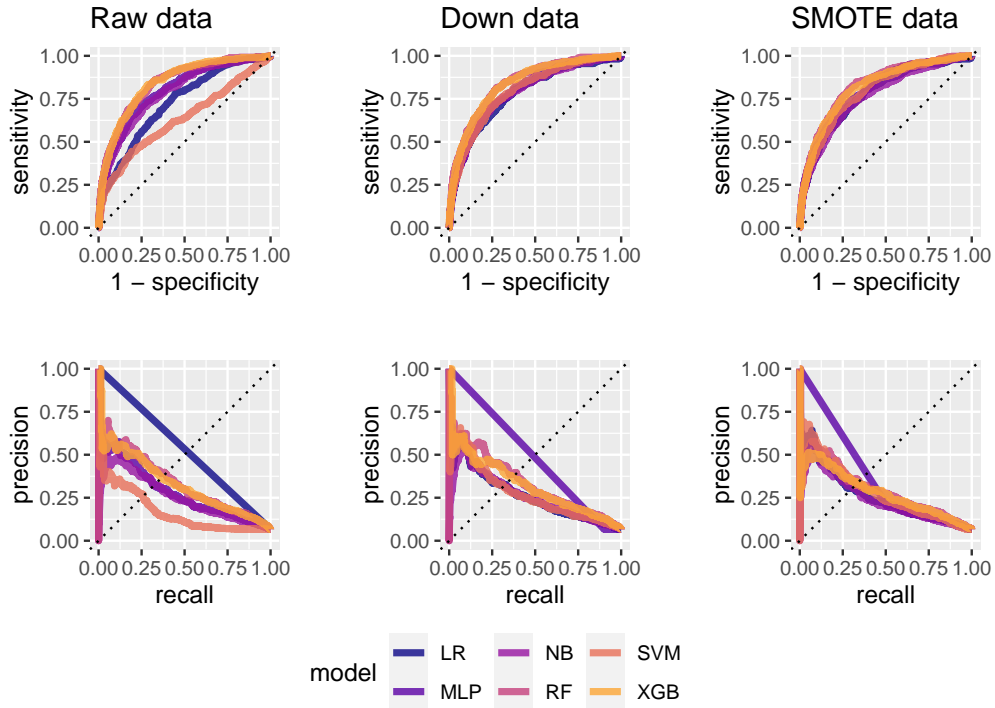 Raw data
Down data
SMOTE data
1.00
0.75
0.50
0.25
0.00
sensitivity
0.00 0.25 0.50 0.75 1.00
1 − specificity
1.00
0.75
0.50
0.25
0.00
sensitivity
0.00 0.25 0.50 0.75 1.00
1 − specificity
1.00
0.75
0.50
0.25
0.00
sensitivity
0.00 0.25 0.50 0.75 1.00
1 − specificity
1.00
0.75
0.50
0.25
0.00
precision
0.00 0.25 0.50 0.75 1.00
recall
1.00
0.75
0.50
0.25
0.00
precision
0.00 0.25 0.50 0.75 1.00
recall
1.00
0.75
0.50
0.25
0.00
precision
0.00 0.25 0.50 0.75 1.00
recall
model
LR
NB
SVM
MLP
RF
XGB